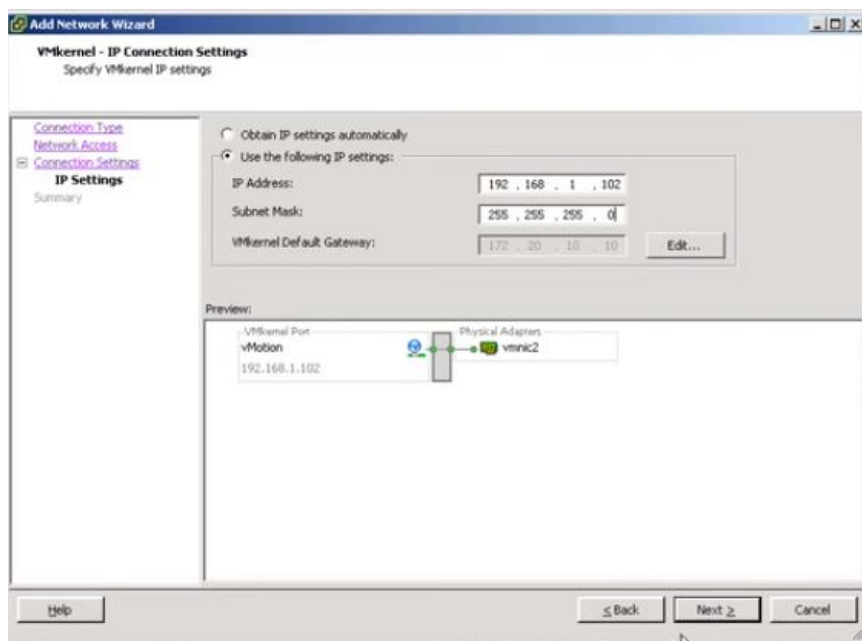 Add Network Wizard
VMkernel - IP Connection Settings
Specify VMkernel IP settings
Connection Type
Network Access
Connection Settings
IP Settings
Summary
Obtain IP settings automatically
Use the following IP settings:
IP Address: 192 . 168 . 1 . 102
Subnet Mask: 255 . 255 . 255 . 0
VMkernel Default Gateway: 172 . 20 . 10 . 10 Edit...
Preview:
VMkernel Port Physical Adapters
vMotion vmnic2
192.168.1.102
Help < Back Next > Cancel